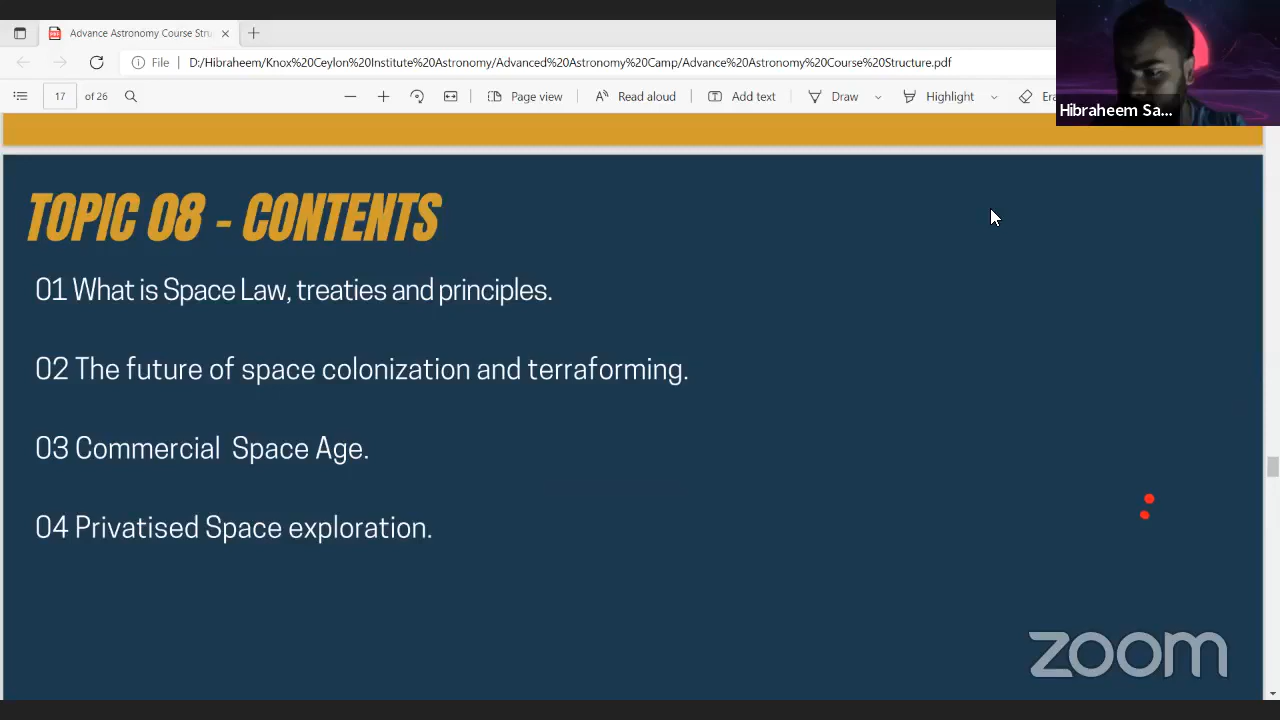 Advance Astronomy Course Stru
File
D:/Hibraheem/Knox%20Ceylon%20Institute%20Astronomy/Advanced%20Astronomy%20Camp/Advance%20Astronomy%20Course%20Structure.pdf
17 of 26
Page view
Read aloud
Add text
Draw
Highlight
Era
Hibraheem Sa...
TOPIC 08 - CONTENTS
01 What is Space Law, treaties and principles.
02 The future of space colonization and terraforming.
03 Commercial Space Age.
04 Privatised Space exploration.
zoom